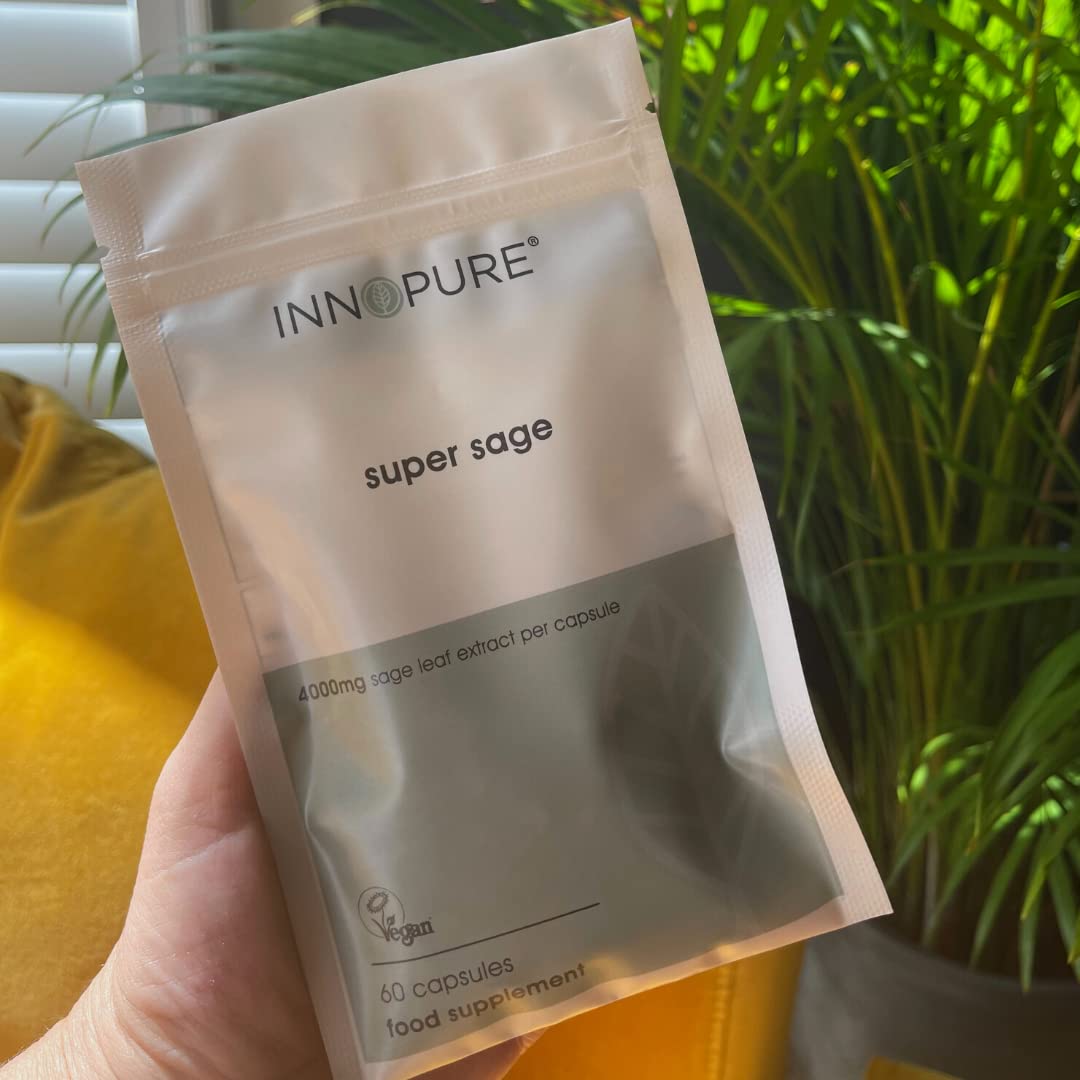 INNOPURE®
super sage
4000mg sage leaf extract per capsule
Vegan
60 capsules
food supplement